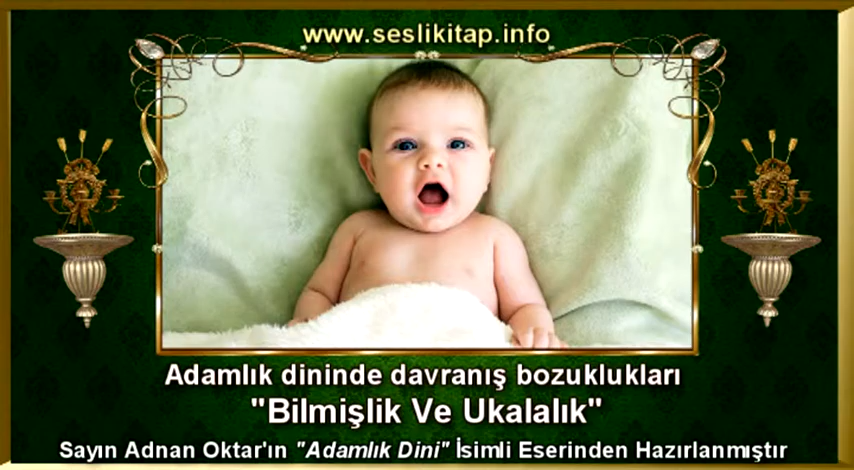 www.seslikitap.info
Adamlık dininde davranış bozuklukları
"Bilmişlik Ve Ukalalık"
Sayın Adnan Oktar'ın "Adamlık Dini" İsimli Eserinden Hazırlanmıştır